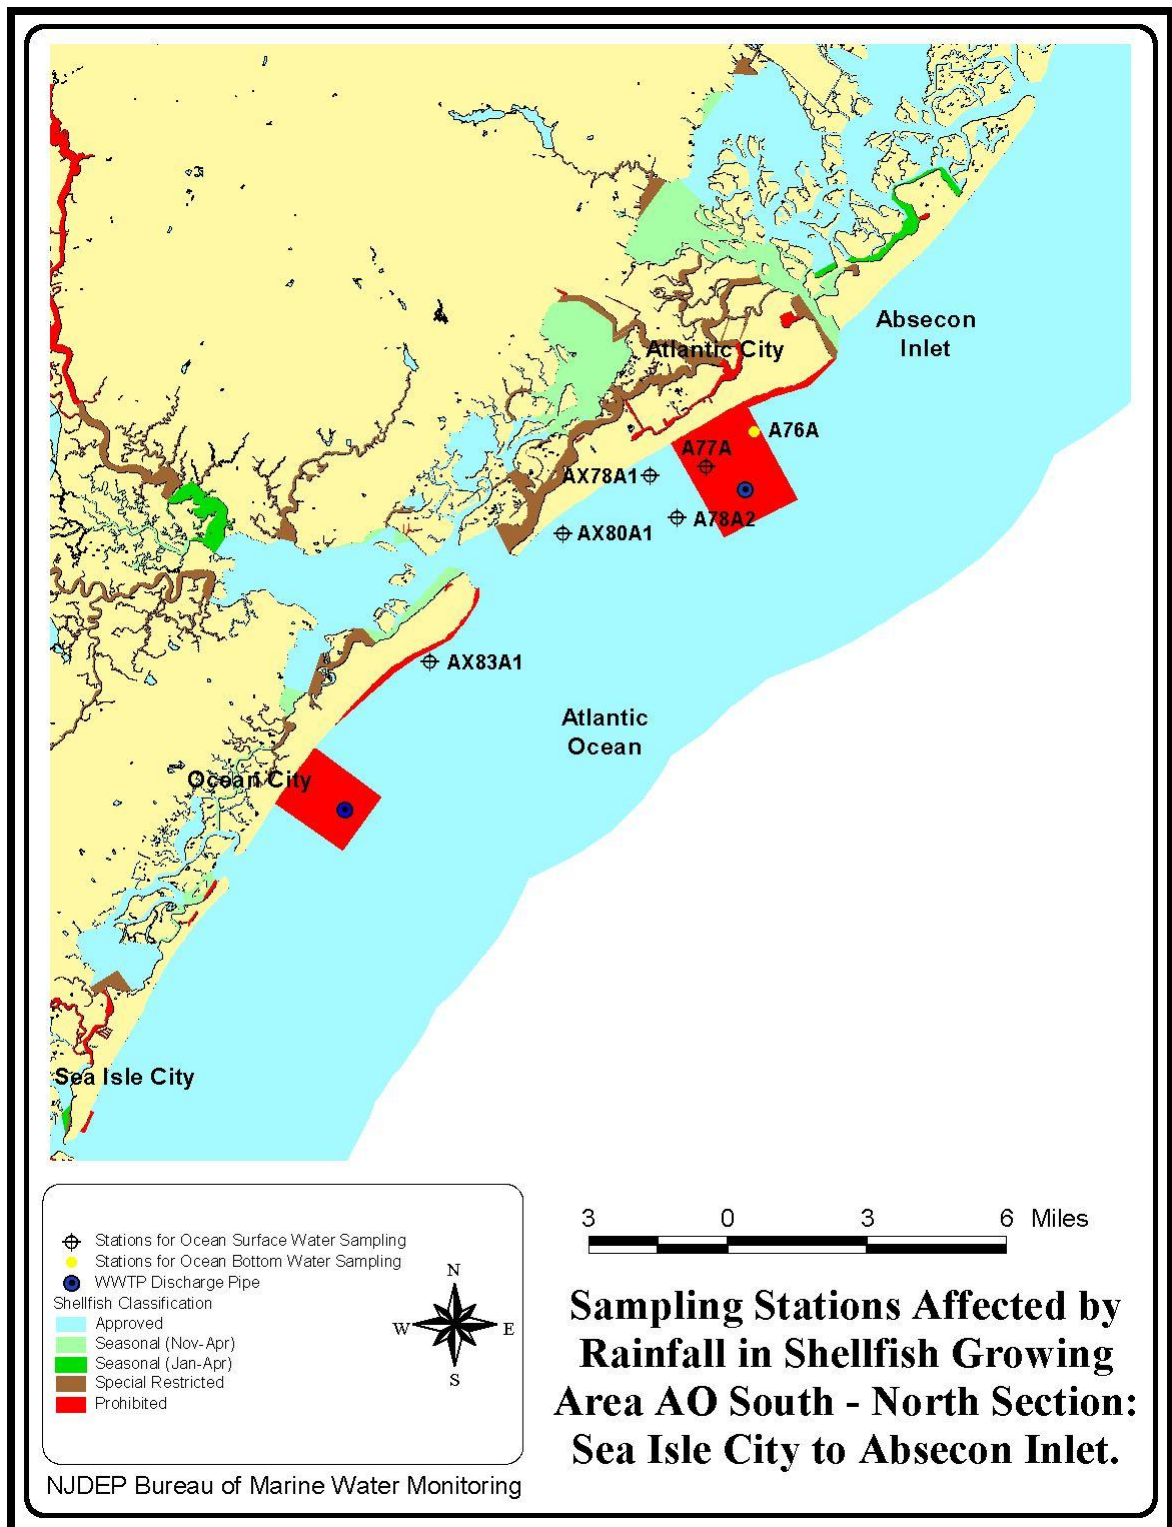 Absecon
Inlet
Atlantic City
A76A
A77A
AX78A1
A78A2
AX80A1
AX83A1
Atlantic
Ocean
Ocean City
Sea Isle City
Stations for Ocean Surface Water Sampling
Stations for Ocean Bottom Water Sampling
WWTP Discharge Pipe
Shellfish Classification
Approved
Seasonal (Nov-Apr)
Seasonal (Jan-Apr)
Special Restricted
Prohibited
N
W E
S
3 0 3 6 Miles
Sampling Stations Affected by
Rainfall in Shellfish Growing
Area AO South - North Section:
Sea Isle City to Absecon Inlet.
NJDEP Bureau of Marine Water Monitoring